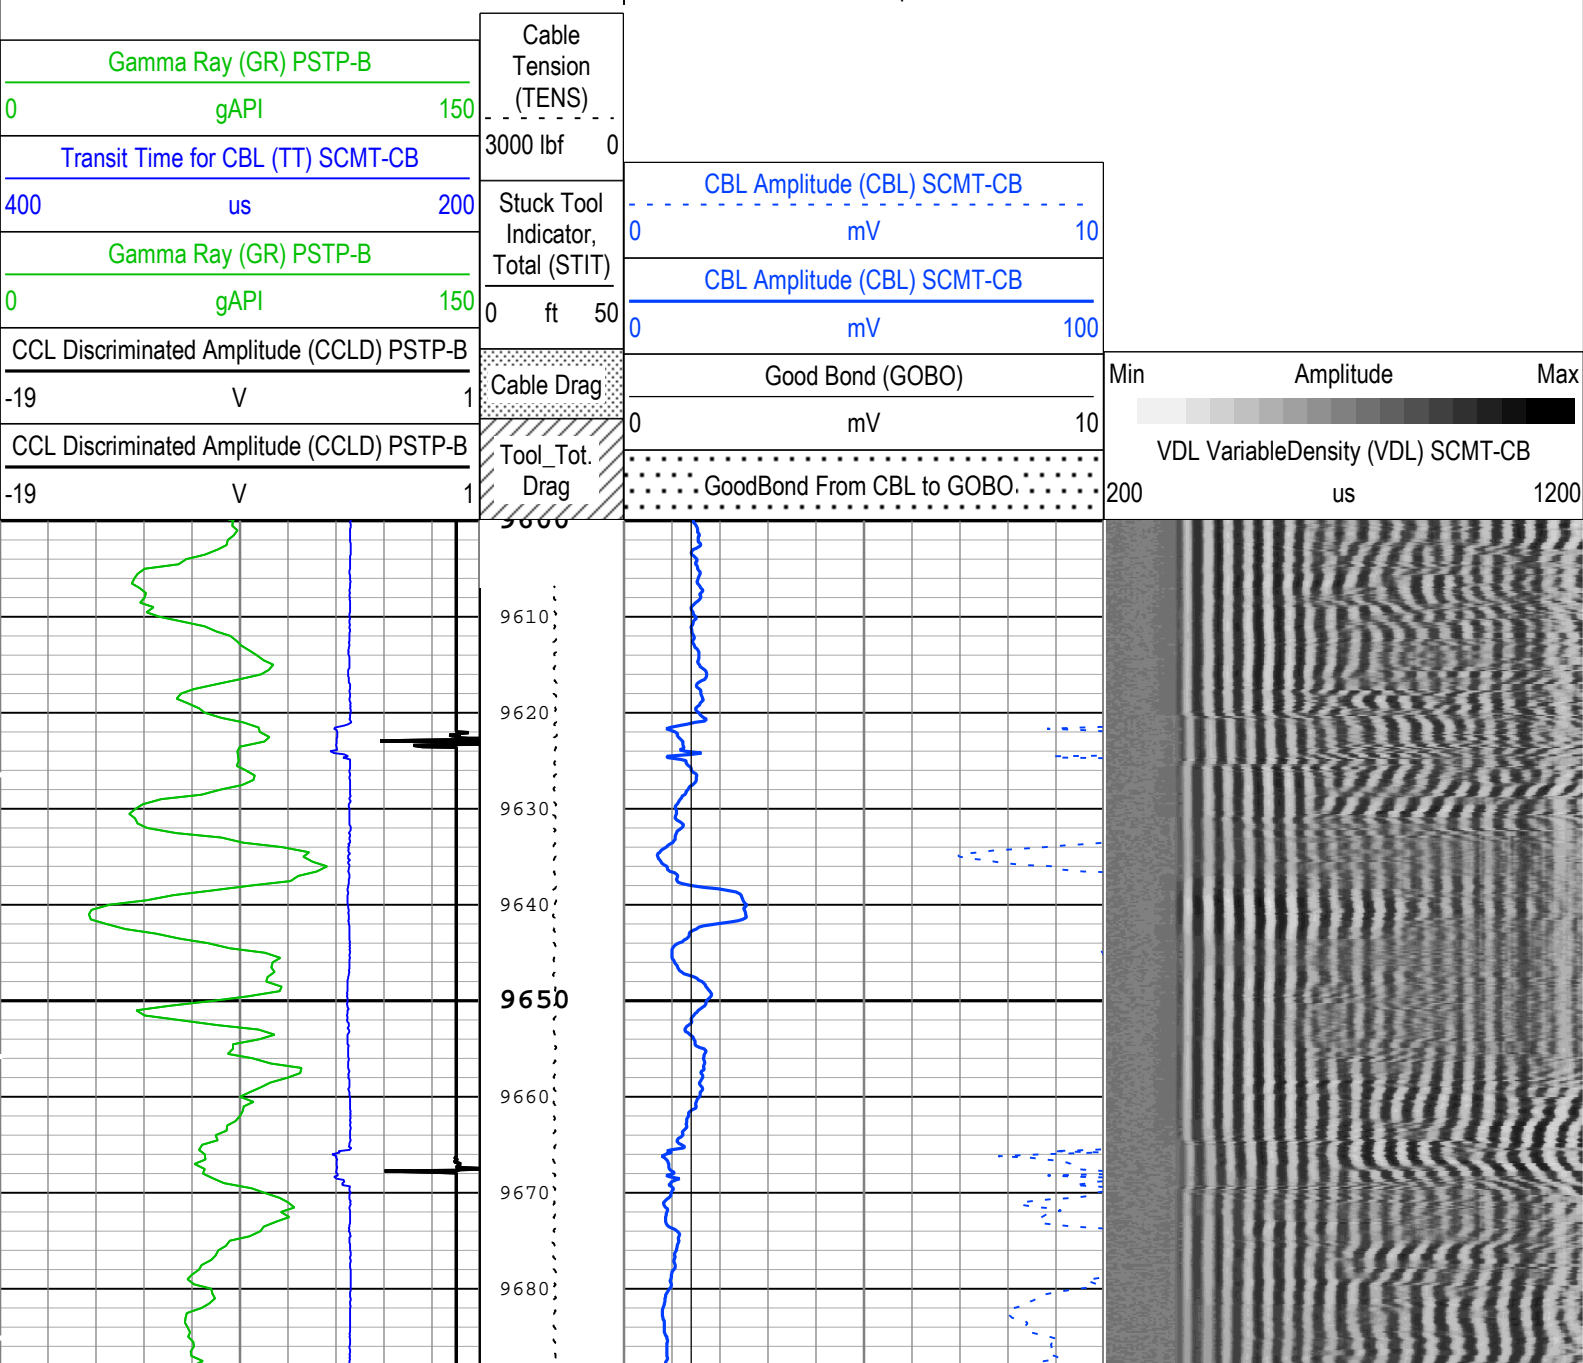 Gamma Ray (GR) PSTP-B
0 gAPI 150
Transit Time for CBL (TT) SCMT-CB
400 us 200
Gamma Ray (GR) PSTP-B
0 gAPI 150
CCL Discriminated Amplitude (CCLD) PSTP-B
-19 V 1
CCL Discriminated Amplitude (CCLD) PSTP-B
-19 V 1
Cable
Tension
(TENS)
3000 lbf 0
Stuck Tool
Indicator,
Total (STIT)
0 ft 50
Cable Drag
Tool_Tot.
Drag
CBL Amplitude (CBL) SCMT-CB
0 mV 10
CBL Amplitude (CBL) SCMT-CB
0 mV 100
Good Bond (GOBO)
0 mV 10
GoodBond From CBL to GOBO
Min Amplitude Max
VDL VariableDensity (VDL) SCMT-CB
200 us 1200
9600
9610
9620
9630
9640
9650
9660
9670
9680